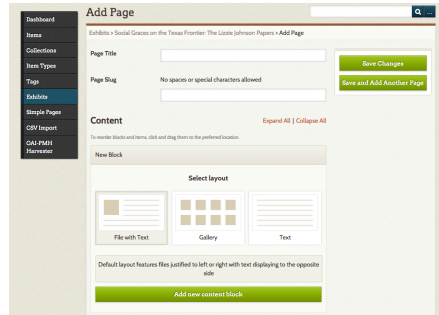 Add Page
...
Dashboard
Items
Collections
Item Types
Tags
Exhibits
Simple Pages
CSV Import
OAI-PMH
Harvester
Exhibits > Social Graces on the Texas Frontier: The Lizzie Johnson Papers > Add Page
Page Title
Page Slug
No spaces or special characters allowed
Save Changes
Save and Add Another Page
Content
Expand All | Collapse All
To reorder blocks and items, click and drag them to the preferred location.
New Block
Select layout
File with Text
Gallery
Text
Default layout features files justified to left or right with text displaying to the opposite
side
Add new content block